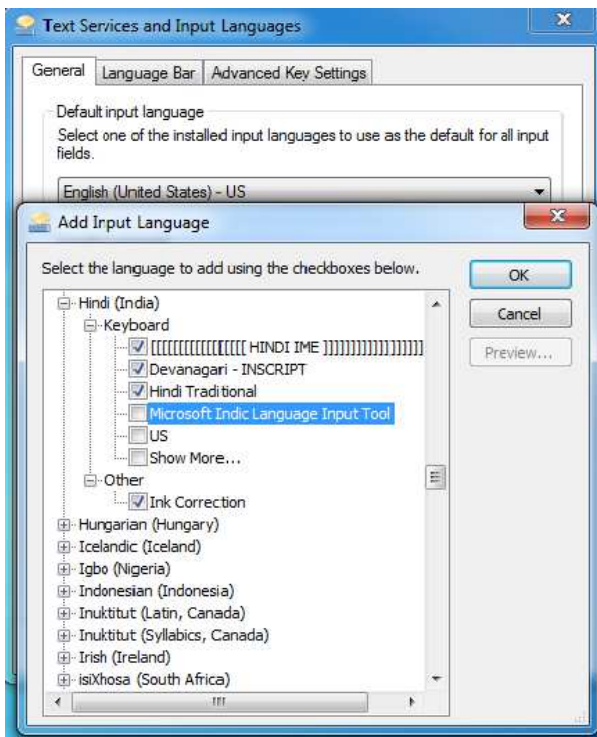 Text Services and Input Languages
General Language Bar Advanced Key Settings
Default input language
Select one of the installed input languages to use as the default for all input
fields.
English (United States) - US
Add Input Language
Select the language to add using the checkboxes below.
OK
Cancel
Preview...
Hindi (India)
Keyboard
[[[[[[[[[[[[[[[[[ HINDI IME ]]]]]]]]]]]]]]]]]]]
Devanagari - INSCRIPT
Hindi Traditional
Microsoft Indic Language Input Tool
US
Show More...
Other
Ink Correction
Hungarian (Hungary)
Icelandic (Iceland)
Igbo (Nigeria)
Indonesian (Indonesia)
Inuktitut (Latin, Canada)
Inuktitut (Syllabics, Canada)
Irish (Ireland)
isiXhosa (South Africa)